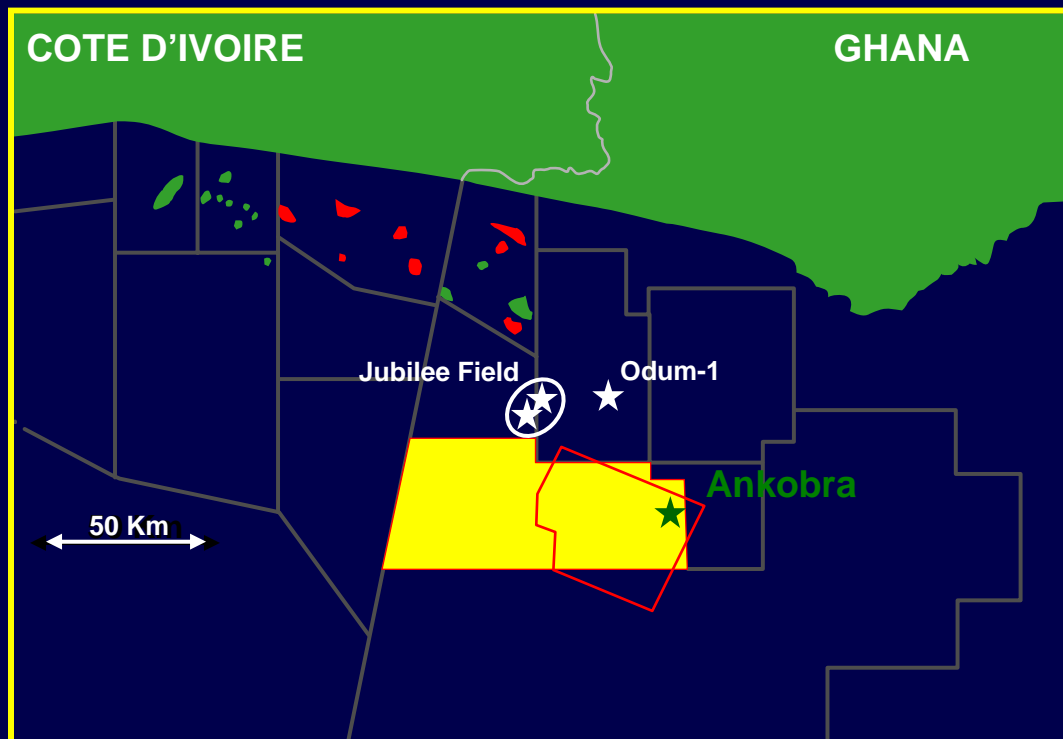 COTE D’IVOIRE
GHANA
Jubilee Field
Odum-1
Ankobra
50 Km